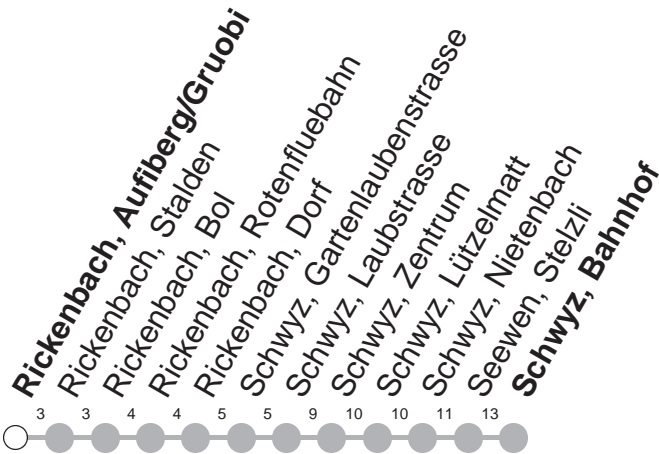 Rickenbach, Aufiberg/Gruobi
Rickenbach, Stalden
Rickenbach, Bol
Rickenbach, Rotenfluebahn
Rickenbach, Dorf
Schwyz, Gartenlaubenstrasse
Schwyz, Laubstrasse
Schwyz, Zentrum
Schwyz, Lützelmatt
Schwyz, Nietenbach
Seewen, Stelzli
Schwyz, Bahnhof
3 3 4 4 5 5 9 10 10 11 13